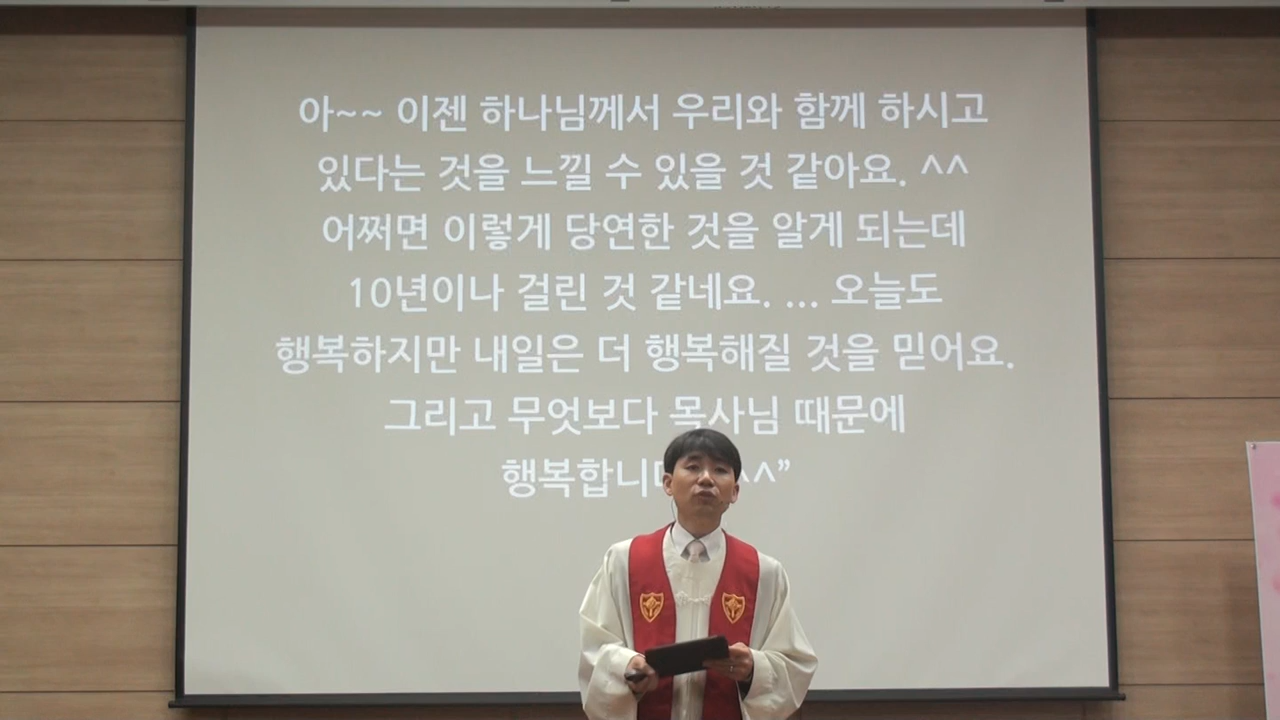 아~~ 이젠 하나님께서 우리와 함께 하시고
있다는 것을 느낄 수 있을 것 같아요. ^^
어쩌면 이렇게 당연한 것을 알게 되는데
10년이나 걸린 것 같네요. ... 오늘도
행복하지만 내일은 더 행복해질 것을 믿어요.
그리고 무엇보다 목사님 때문에
^^”